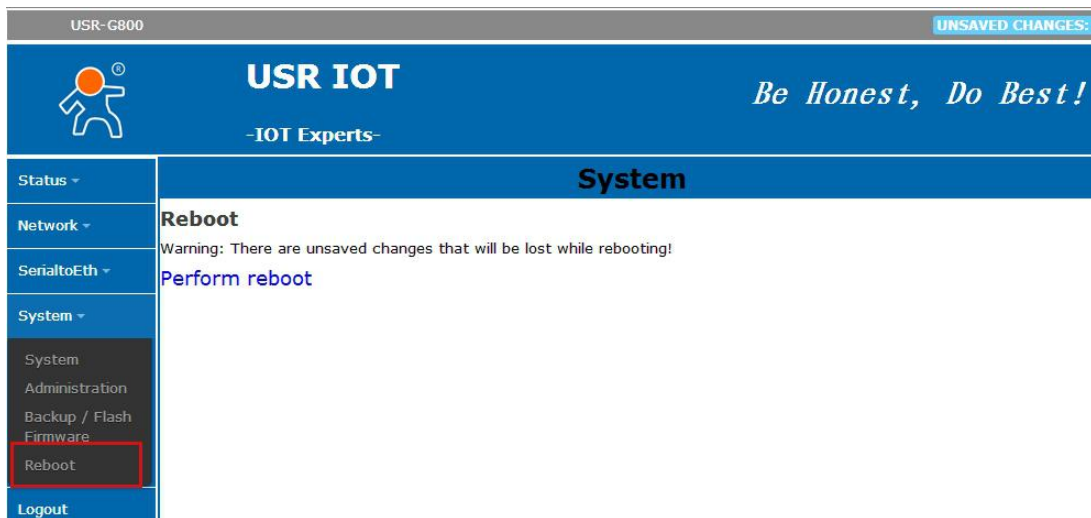 USR-G800
UNSAVED CHANGES:
®
USR IOT
Be Honest, Do Best!
-IOT Experts-
Status
System
Network
Reboot
Warning: There are unsaved changes that will be lost while rebooting!
SerialtoEth
Perform reboot
System
System
Administration
Backup / Flash
Firmware
Reboot
Logout